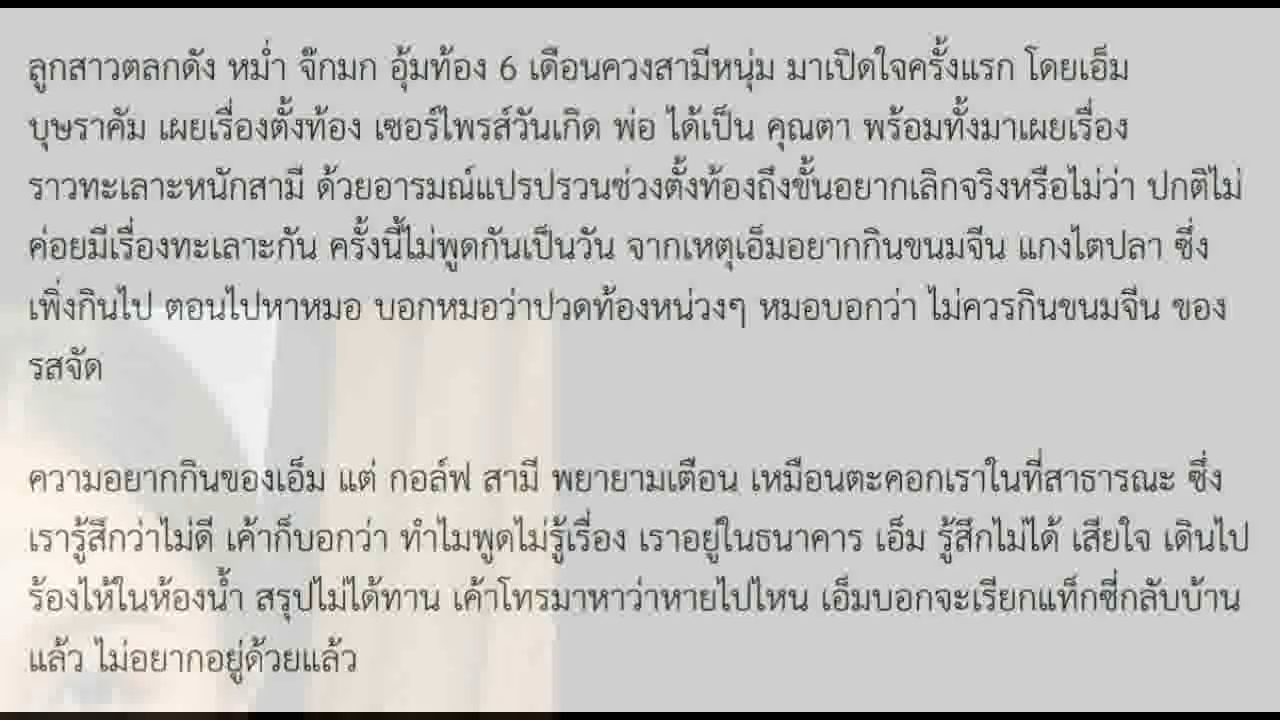 ลูกสาวตลกดัง หม่ำ จ๊กมก อุ้มท้อง 6 เดือนควงสามีหนุ่ม มาเปิดใจครั้งแรก โดยเอ็ม
บุษราคัม เผยเรื่องตั้งท้อง เซอร์ไพรส์วันเกิด พ่อ ได้เป็น คุณตา พร้อมทั้งมาเผยเรื่อง
ราวทะเลาะหนักสามี ด้วยอารมณ์แปรปรวนช่วงตั้งท้องถึงขั้นอยากเลิกจริงหรือไม่ว่า ปกติไม่
ค่อยมีเรื่องทะเลาะกัน ครั้งนี้ไม่พูดกันเป็นวัน จากเหตุเอ็มอยากกินขนมจีน แกงไตปลา ซึ่ง
เพิ่งกินไป ตอนไปหาหมอ บอกหมอว่าปวดท้องหน่วงๆ หมอบอกว่า ไม่ควรกินขนมจีน ของ
รสจัด
ความอยากกินของเอ็ม แต่ กอล์ฟ สามี พยายามเตือน เหมือนตะคอกเราในที่สาธารณะ ซึ่ง
เรารู้สึกว่าไม่ดี เค้าก็บอกว่า ทำไมพูดไม่รู้เรื่อง เราอยู่ในธนาคาร เอ็ม รู้สึกไม่ได้ เสียใจ เดินไป
ร้องไห้ในห้องน้ำ สรุปไม่ได้ทาน เค้าโทรมาหาว่าหายไปไหน เอ็มบอกจะเรียกแท็กซี่กลับบ้าน
แล้ว ไม่อยากอยู่ด้วยแล้ว